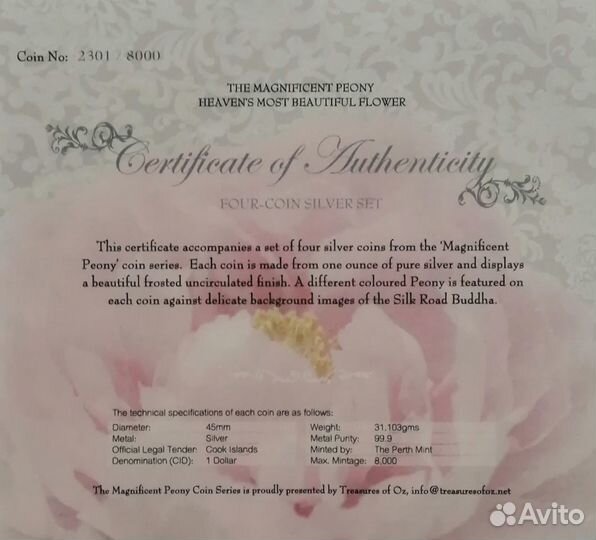 Coin No: 2301 / 8000
THE MAGNIFICENT PEONY
HEAVEN'S MOST BEAUTIFUL FLOWER
Certificate of Authenticity
FOUR-COIN SILVER SET
This certificate accompanies a set of four silver coins from the 'Magnificent
Peony' coin series. Each coin is made from one ounce of pure silver and displays
a beautiful frosted uncirculated finish. A different coloured Peony is featured on
each coin against delicate background images of the Silk Road Buddha.
The technical specifications of each coin are as follows:
Diameter: 45mm Weight: 31.103gms
Metal: Silver Metal Purity: 99.9
Official Legal Tender: Cook Islands Minted by: The Perth Mint
Denomination (CID): 1 Dollar Max. Mintage: 8,000
The Magnificent Peony Coin Series is proudly presented by Treasures of Oz, info@treasuresofoz.net
Avito